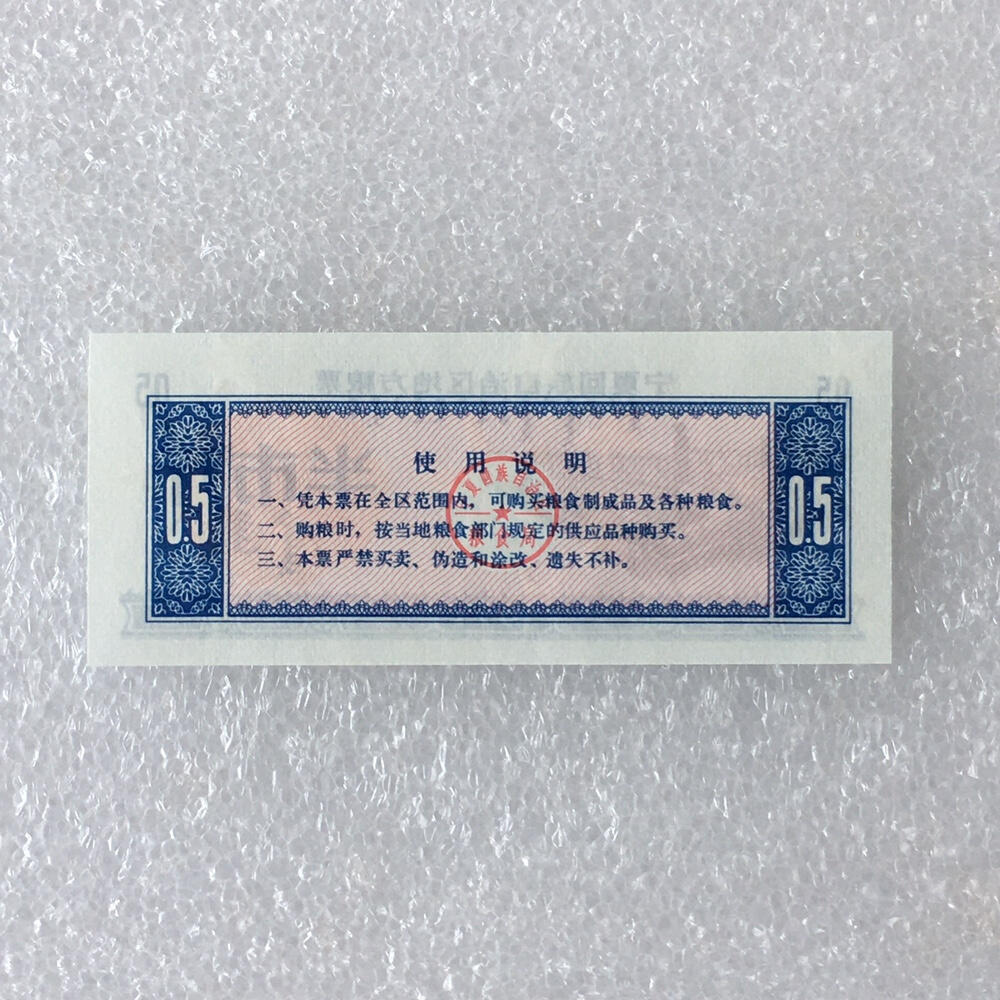 使用说明
一、凭本票在全区范围内，可购买粮食制成品及各种粮食。
二、购粮时，按当地粮食部门规定的供应品种购买。
三、本票严禁买卖、伪造和涂改、遗失不补。
0.5
0.5